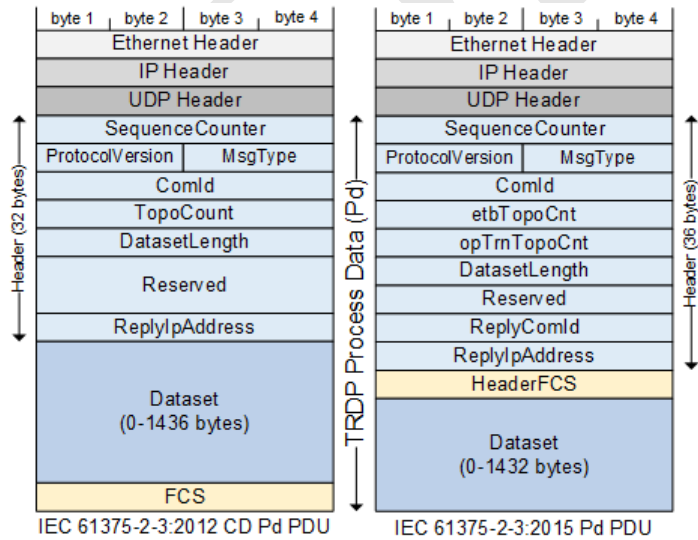 byte 1 byte 2 byte 3 byte 4
Ethernet Header
IP Header
UDP Header
SequenceCounter
ProtocolVersion MsgType
ComId
TopoCount
DatasetLength
Reserved
ReplyIpAddress
Dataset
(0-1436 bytes)
FCS
Header (32 bytes)
IEC 61375-2-3:2012 CD Pd PDU
TRDP Process Data (Pd)
byte 1 byte 2 byte 3 byte 4
Ethernet Header
IP Header
UDP Header
SequenceCounter
ProtocolVersion MsgType
ComId
etbTopoCnt
opTrnTopoCnt
DatasetLength
Reserved
ReplyComId
ReplyIpAddress
HeaderFCS
Dataset
(0-1432 bytes)
Header (36 bytes)
IEC 61375-2-3:2015 Pd PDU